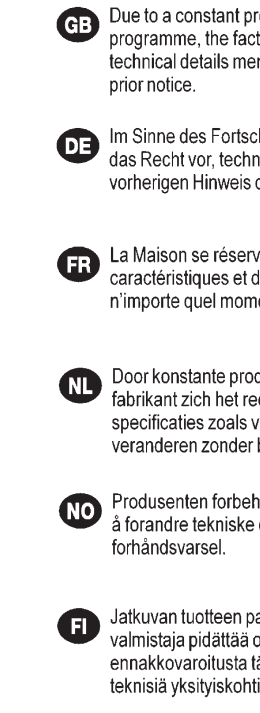 GB Due to a constant pr
programme, the fact
technical details mer
prior notice.
DE Im Sinne des Fortscl
das Recht vor, techn
vorherigen Hinweis
FR La Maison se réserv
caractéristiques et d
n'importe quel mome
NL Door konstante prod
fabrikant zich het re
specificaties zoals v
veranderen zonder
NO Produsenten forbeh
å forandre tekniske
forhåndsvarsel.
FI Jatkuvan tuotteen pa
valmistaja pidättää o
ennakkovaroitusta tä
teknisiä yksityiskohti